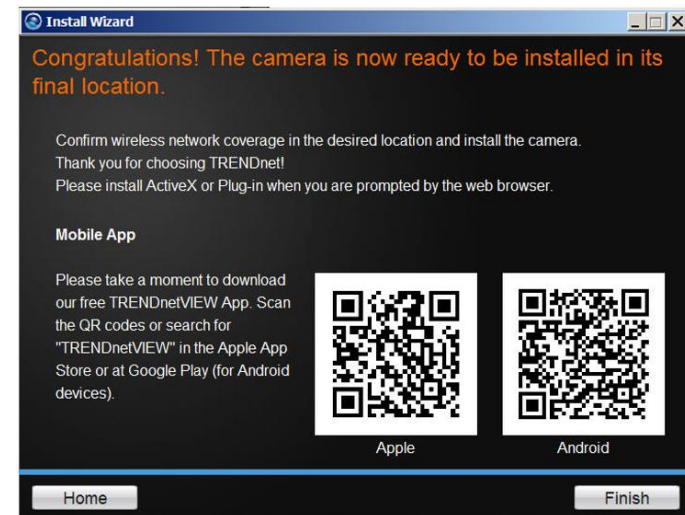 Install Wizard
Congratulations! The camera is now ready to be installed in its
final location.
Confirm wireless network coverage in the desired location and install the camera.
Thank you for choosing TRENDnet!
Please install ActiveX or Plug-in when you are prompted by the web browser.
Mobile App
Please take a moment to download
our free TRENDnetVIEW App. Scan
the QR codes or search for
"TRENDnetVIEW" in the Apple App
Store or at Google Play (for Android
devices).
Apple
Android
Home
Finish